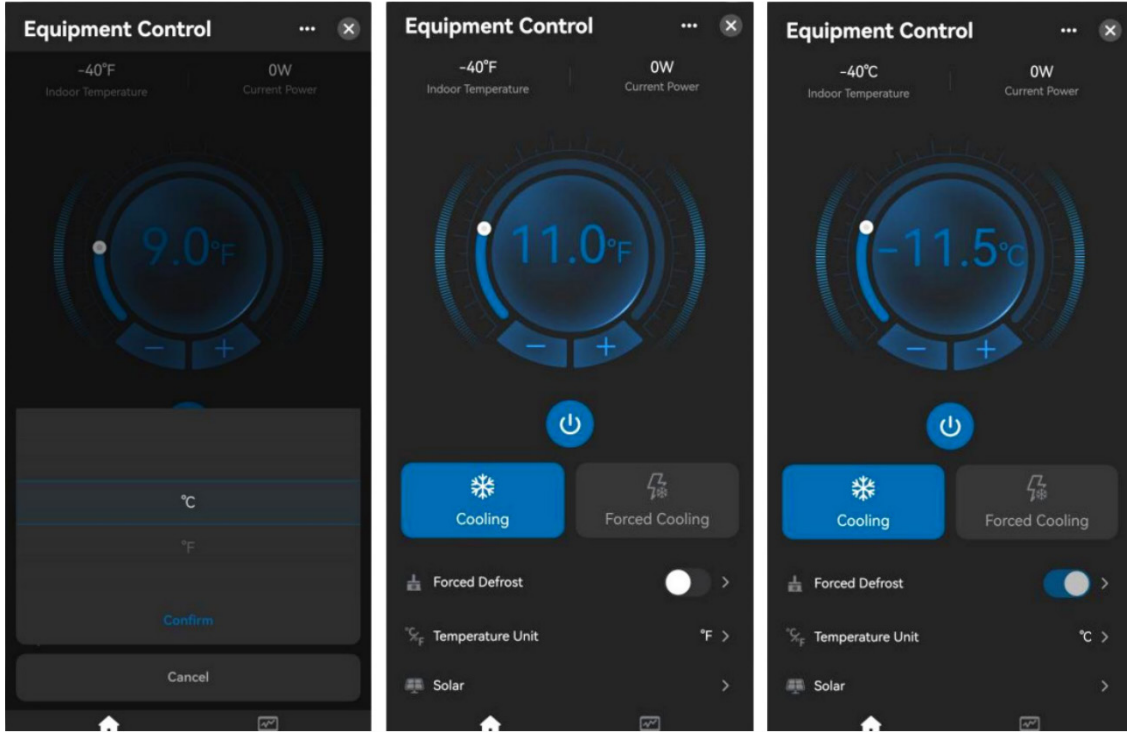 Equipment Control
-40°F
0W
Indoor Temperature
Current Power
9.0°F
°C
°F
Confirm
Cancel
Equipment Control
-40°F
0W
Indoor Temperature
Current Power
11.0°F
Cooling
Forced Cooling
Forced Defrost
Temperature Unit
°F
Solar
Equipment Control
-40°C
0W
Indoor Temperature
Current Power
-11.5°C
Cooling
Forced Cooling
Forced Defrost
Temperature Unit
°C
Solar